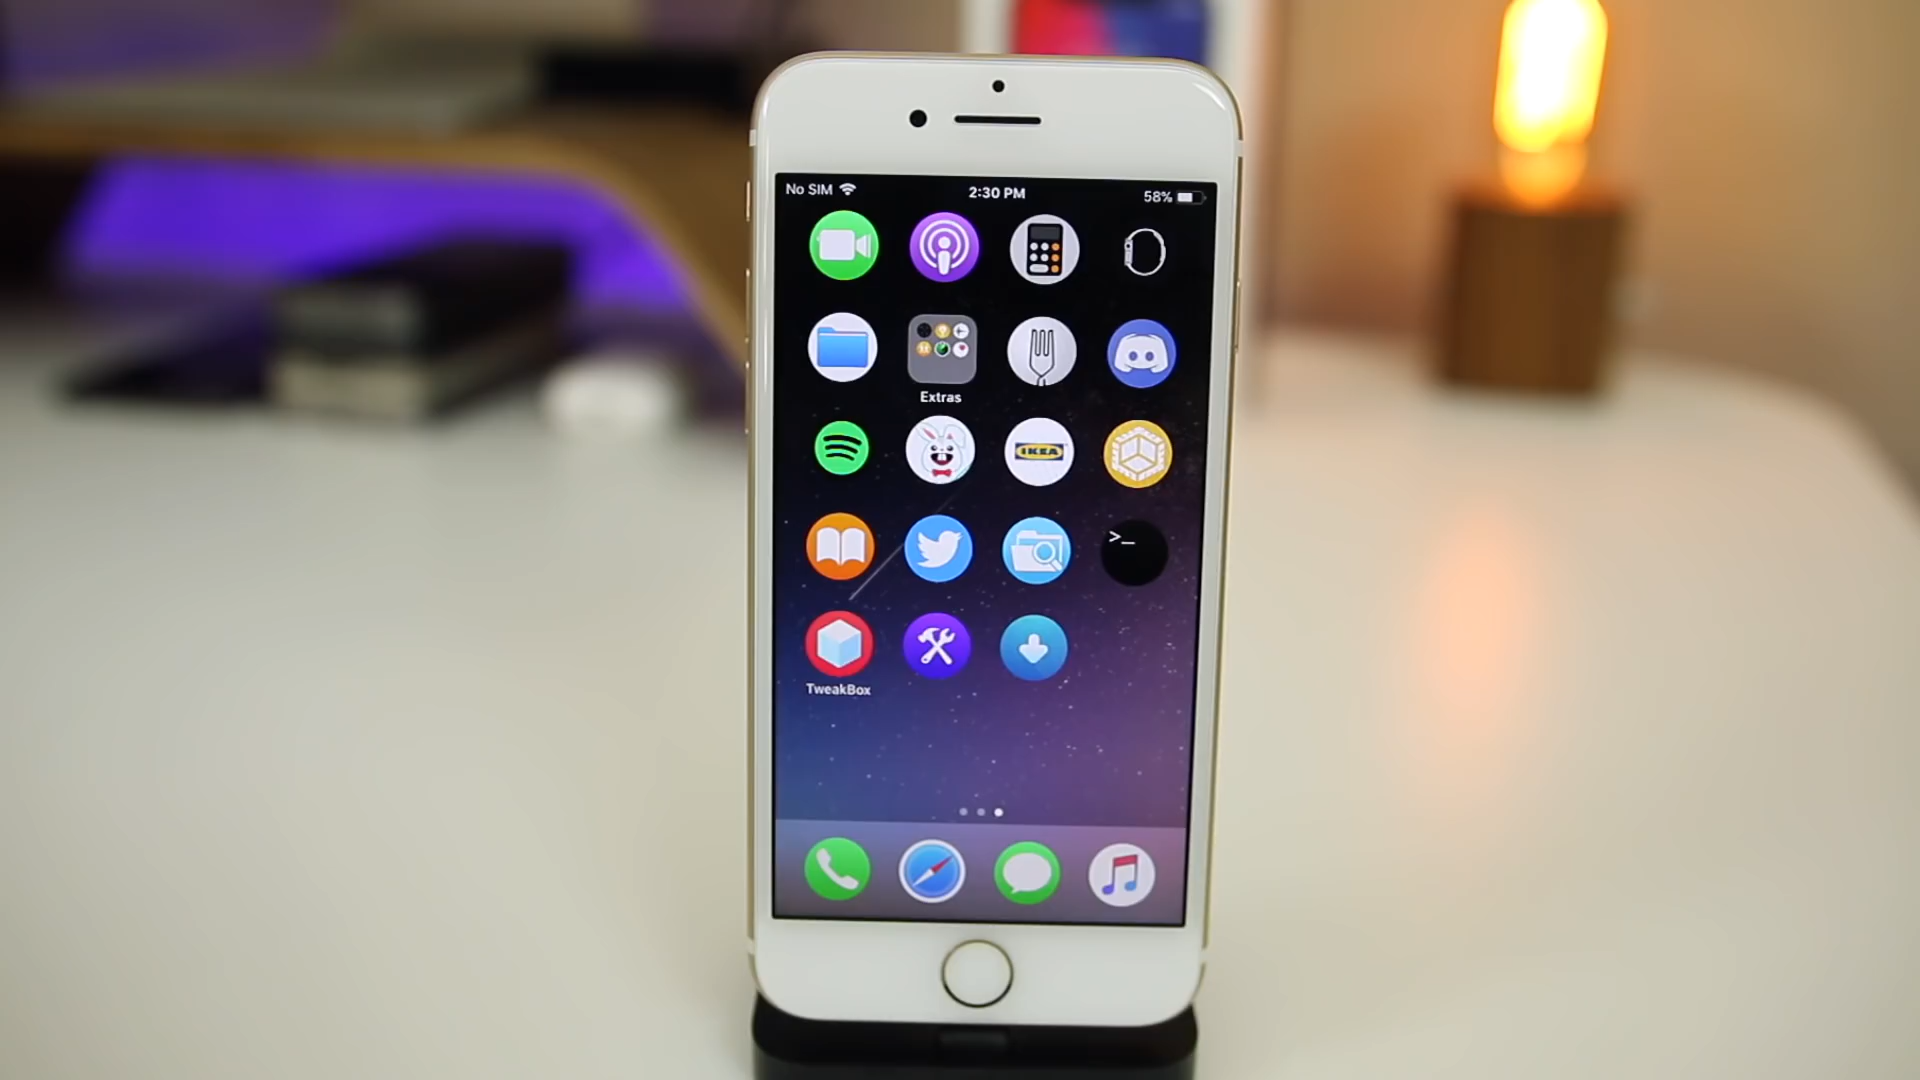 No SIM
2:30 PM
58%
Extras
IKEA
>_
TweakBox